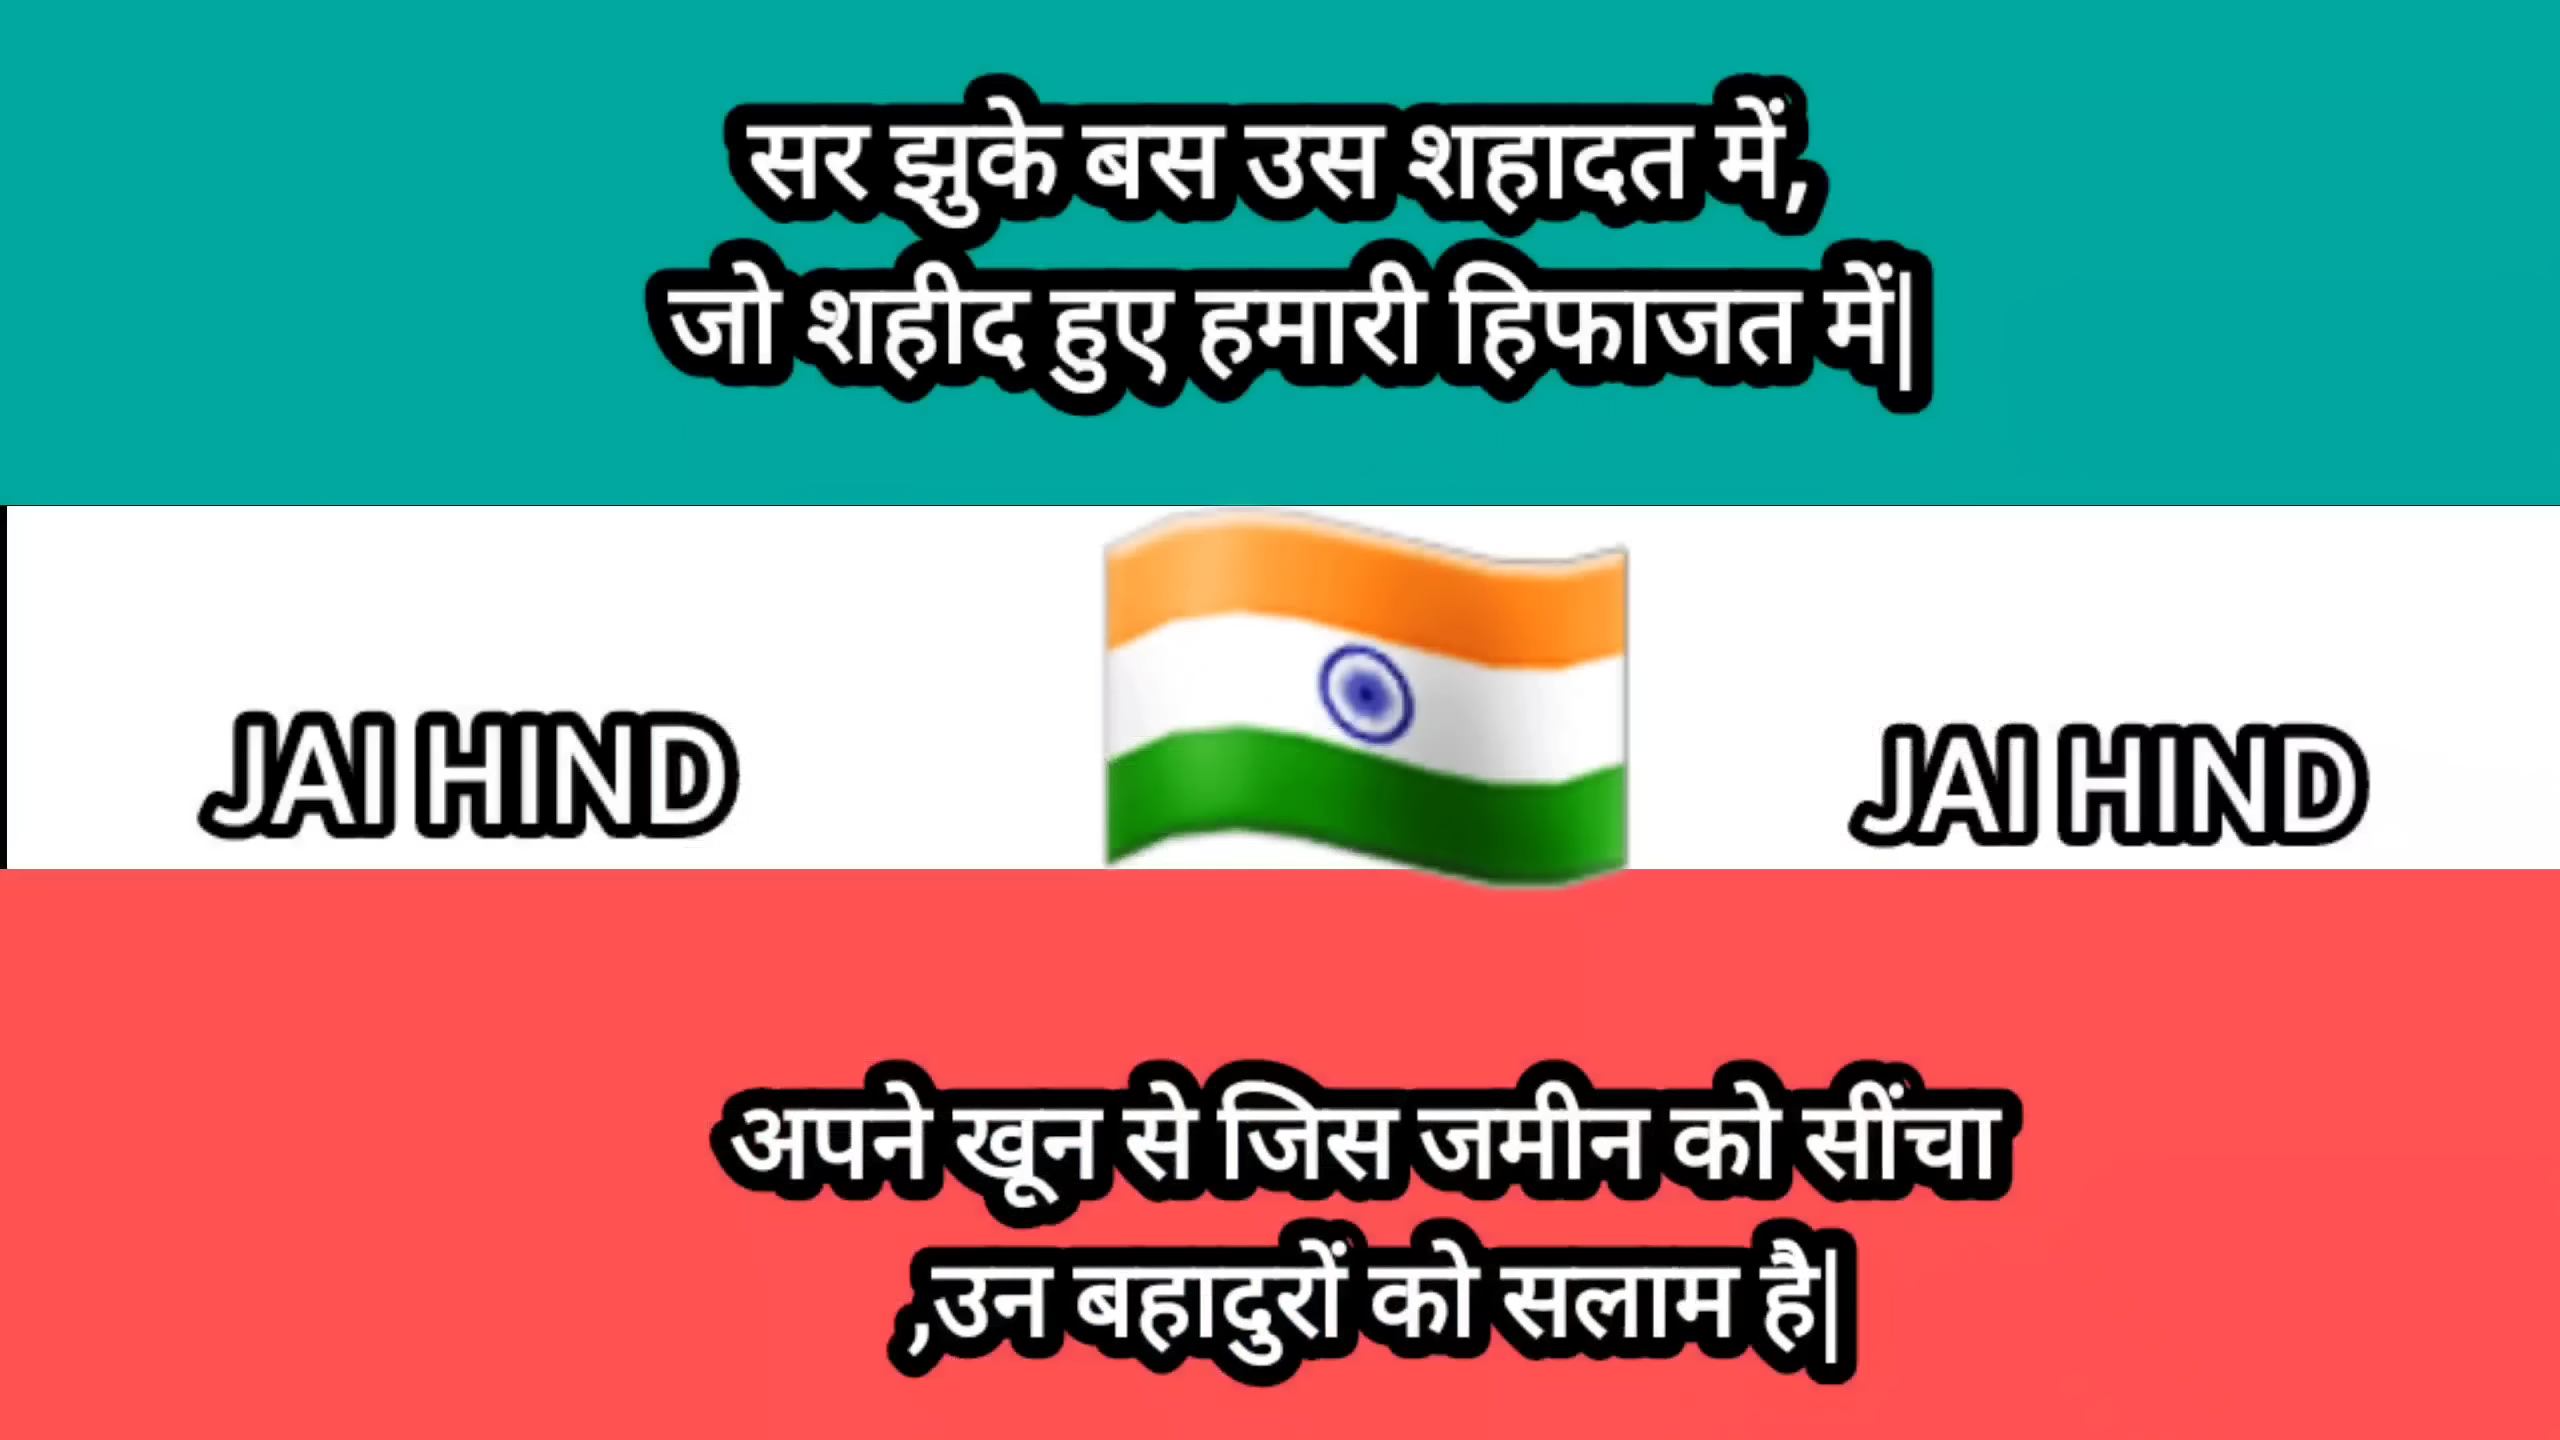 सर झुके बस उस शहादत में,
जो शहीद हुए हमारी हिफाजत में|
JAI HIND
JAI HIND
अपने खून से जिस जमीन को सींचा
,उन बहादुरों को सलाम है|